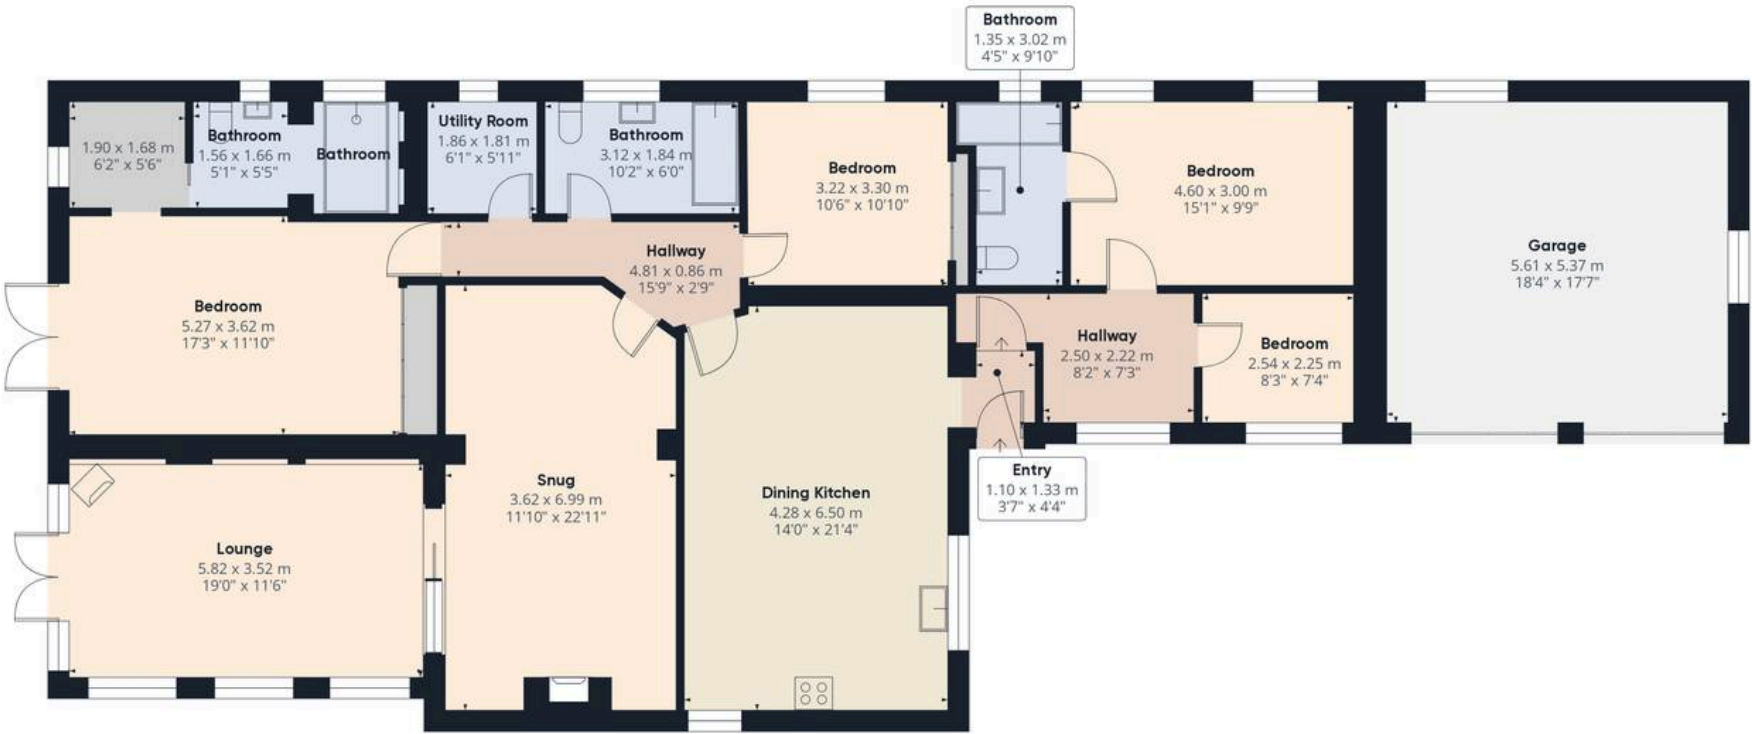 Bathroom
1.35 x 3.02 m
4'5" x 9'10"
1.90 x 1.68 m
6'2" x 5'6"
Bathroom
1.56 x 1.66 m
5'1" x 5'5"
Bathroom
Utility Room
1.86 x 1.81 m
6'1" x 5'11"
Bathroom
3.12 x 1.84 m
10'2" x 6'0"
Bedroom
3.22 x 3.30 m
10'6" x 10'10"
Bedroom
4.60 x 3.00 m
15'1" x 9'9"
Garage
5.61 x 5.37 m
18'4" x 17'7"
Hallway
4.81 x 0.86 m
15'9" x 2'9"
Bedroom
5.27 x 3.62 m
17'3" x 11'10"
Hallway
2.50 x 2.22 m
8'2" x 7'3"
Bedroom
2.54 x 2.25 m
8'3" x 7'4"
Entry
1.10 x 1.33 m
3'7" x 4'4"
Snug
3.62 x 6.99 m
11'10" x 22'11"
Dining Kitchen
4.28 x 6.50 m
14'0" x 21'4"
Lounge
5.82 x 3.52 m
19'0" x 11'6"